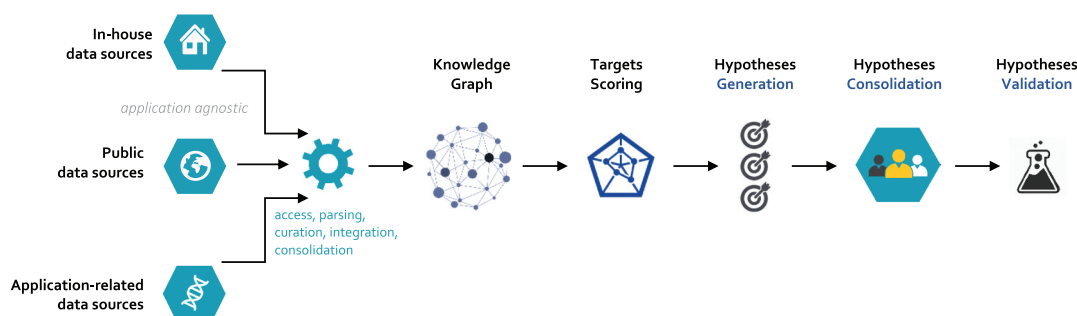 In-house
data sources
application agnostic
Public
data sources
Application-related
data sources
access, parsing,
curation, integration,
consolidation
Knowledge
Graph
Targets
Scoring
Hypotheses
Generation
Hypotheses
Consolidation
Hypotheses
Validation